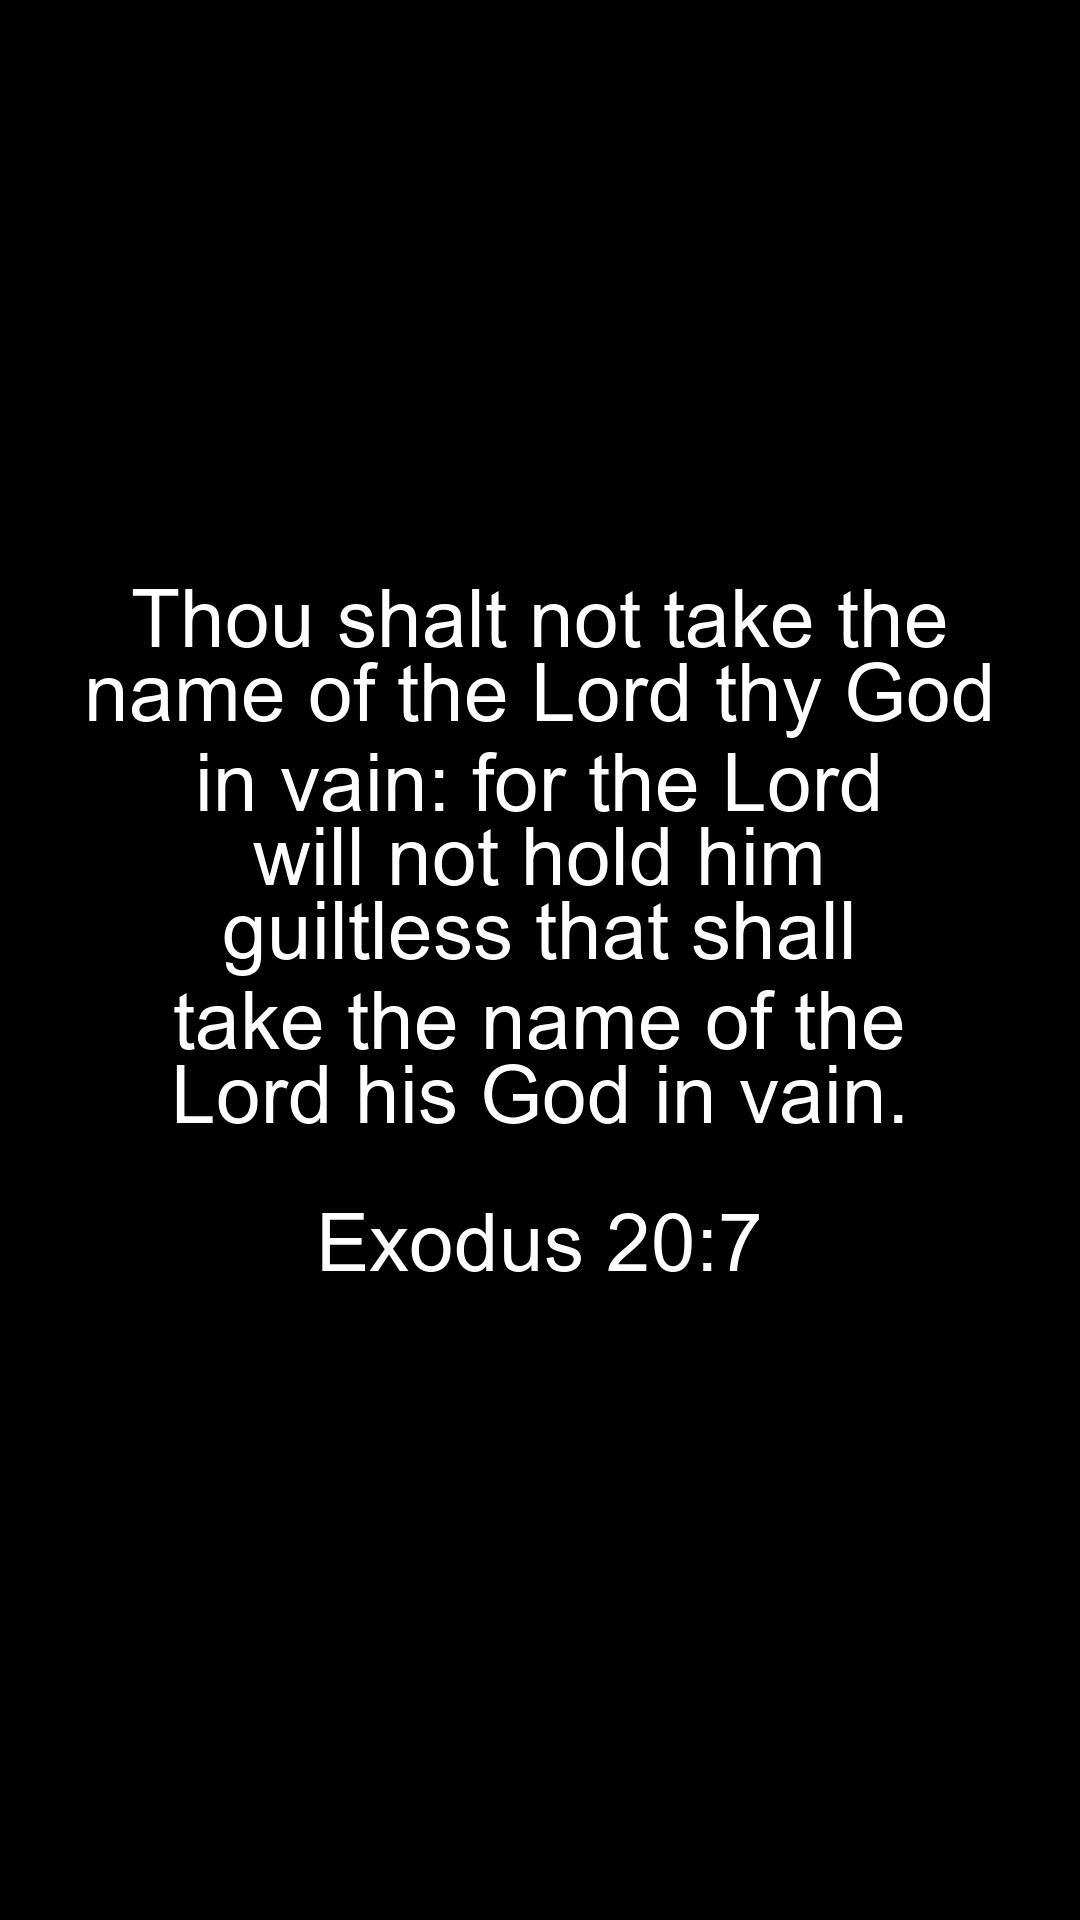 Thou shalt not take the
name of the Lord thy God
in vain: for the Lord
will not hold him
guiltless that shall
take the name of the
Lord his God in vain.
Exodus 20:7